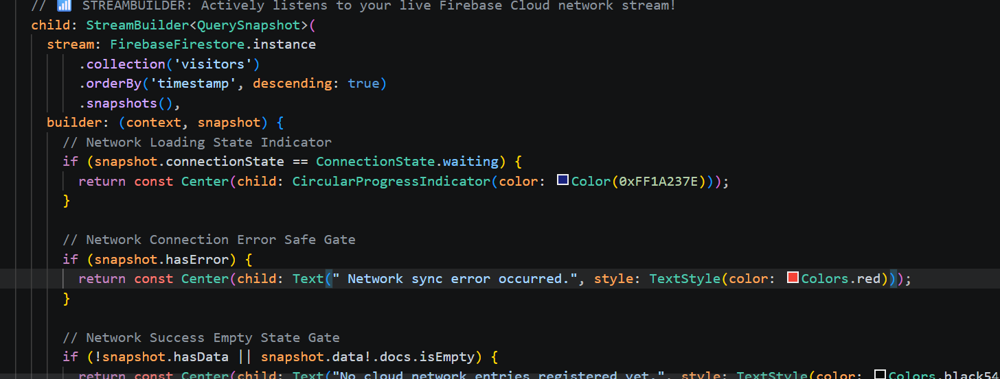 // 📊 STREAMBUILDER: Actively listens to your live Firebase Cloud network stream!
child: StreamBuilder<QuerySnapshot>(
stream: FirebaseFirestore.instance
.collection('visitors')
.orderBy('timestamp', descending: true)
.snapshots(),
builder: (context, snapshot) {
// Network Loading State Indicator
if (snapshot.connectionState == ConnectionState.waiting) {
return const Center(child: CircularProgressIndicator(color: Color(0xFF1A237E)));
}
// Network Connection Error Safe Gate
if (snapshot.hasError) {
return const Center(child: Text(" Network sync error occurred.", style: TextStyle(color: Colors.red)));
}
// Network Success Empty State Gate
if (!snapshot.hasData || snapshot.data!.docs.isEmpty) {
return const Center(child: Text("No cloud network entries registered yet.", style: TextStyle(color: Colors.black54